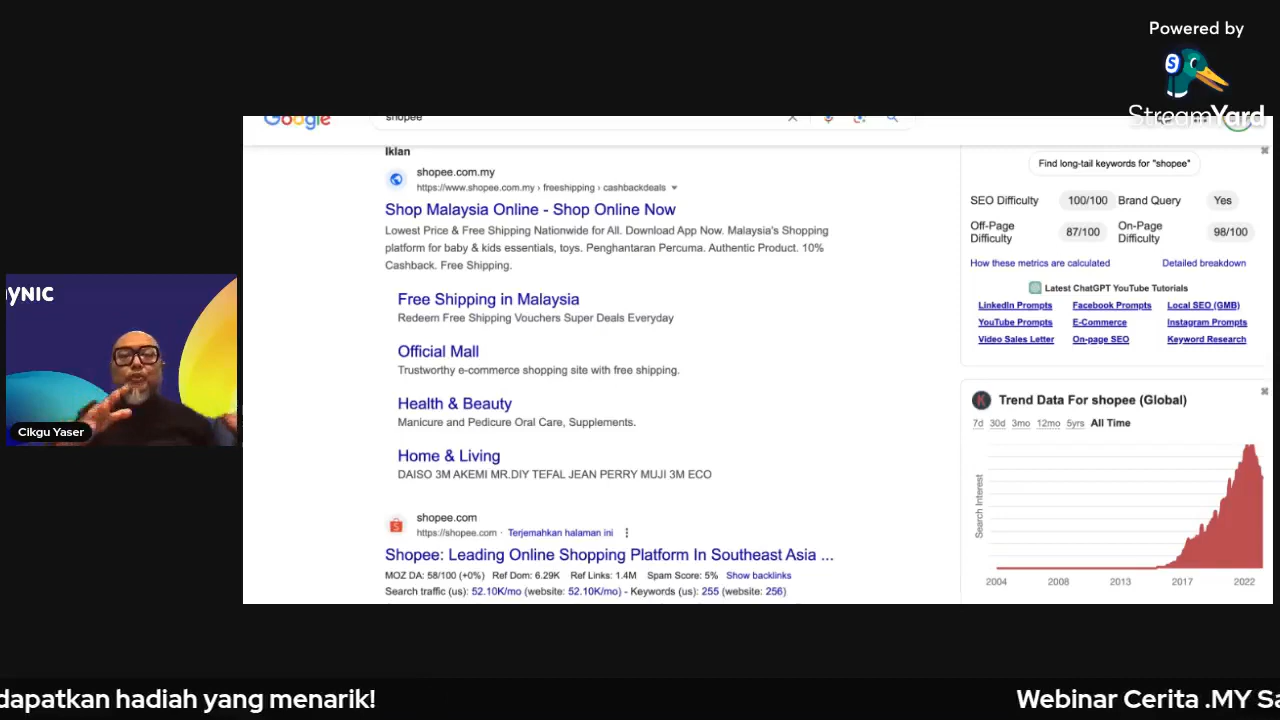 Powered by
StreamYard
Google
shopee
Iklan
shopee.com.my
https://www.shopee.com.my › freeshipping › cashbackdeals
Shop Malaysia Online - Shop Online Now
Lowest Price & Free Shipping Nationwide for All. Download App Now. Malaysia's Shopping
platform for baby & kids essentials, toys. Penghantaran Percuma. Authentic Product. 10%
Cashback. Free Shipping.
Free Shipping in Malaysia
Redeem Free Shipping Vouchers Super Deals Everyday
Official Mall
Trustworthy e-commerce shopping site with free shipping.
Health & Beauty
Manicure and Pedicure Oral Care, Supplements.
Home & Living
DAISO 3M AKEMI MR.DIY TEFAL JEAN PERRY MUJI 3M ECO
shopee.com
https://shopee.com · Terjemahkan halaman ini
Shopee: Leading Online Shopping Platform In Southeast Asia ...
MOZ DA: 58/100 (+0%) Ref Dom: 6.29K Ref Links: 1.4M Spam Score: 5% Show backlinks
Search traffic (us): 52.10K/mo (website: 52.10K/mo) - Keywords (us): 255 (website: 256)
Find long-tail keywords for "shopee"
SEO Difficulty 100/100 Brand Query Yes
Off-Page Difficulty 87/100 On-Page Difficulty 98/100
How these metrics are calculated Detailed breakdown
Latest ChatGPT YouTube Tutorials
LinkedIn Prompts Facebook Prompts Local SEO (GMB)
YouTube Prompts E-Commerce Instagram Prompts
Video Sales Letter On-page SEO Keyword Research
Trend Data For shopee (Global)
7d 30d 3mo 12mo 5yrs All Time
Search Interest
2004 2008 2013 2017 2022
YNIC
Cikgu Yaser
dapatkan hadiah yang menarik! Webinar Cerita .MY Sa